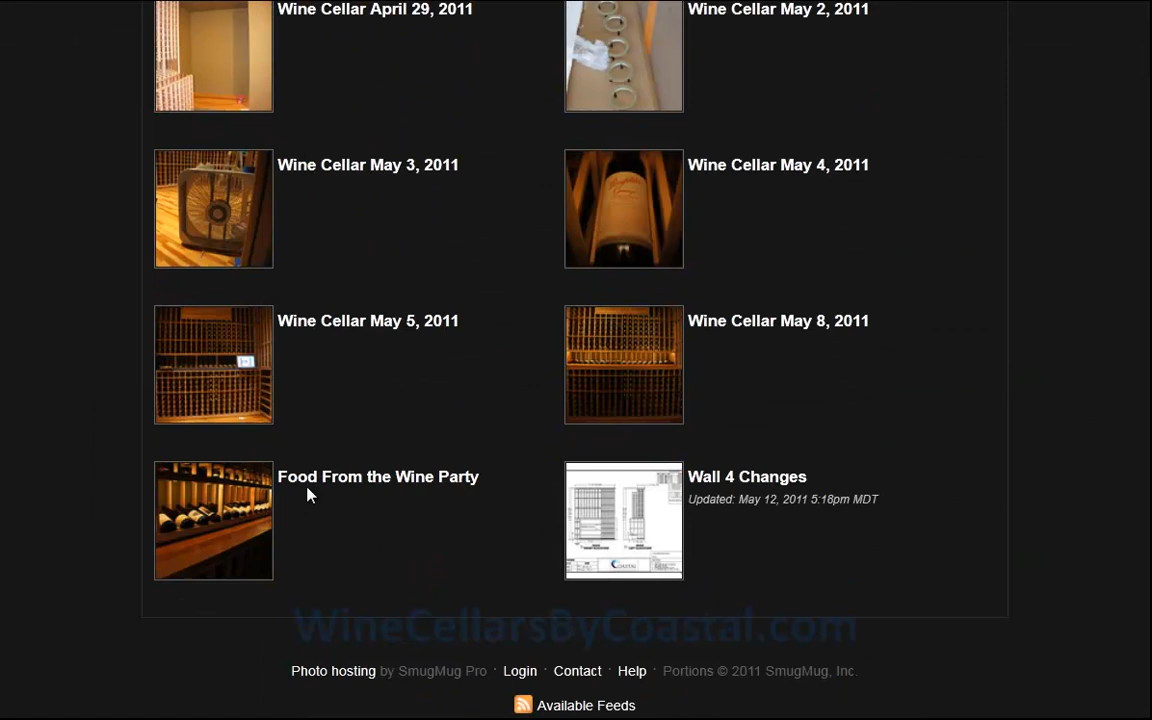 Wine Cellar April 29, 2011
Wine Cellar May 2, 2011
Wine Cellar May 3, 2011
Wine Cellar May 4, 2011
Wine Cellar May 5, 2011
Wine Cellar May 8, 2011
Food From the Wine Party
Wall 4 Changes
Updated: May 12, 2011 5:18pm MDT
COASTAL
WineCellarsByCoastal.com
Photo hosting by SmugMug Pro · Login · Contact · Help · Portions © 2011 SmugMug, Inc.
Available Feeds